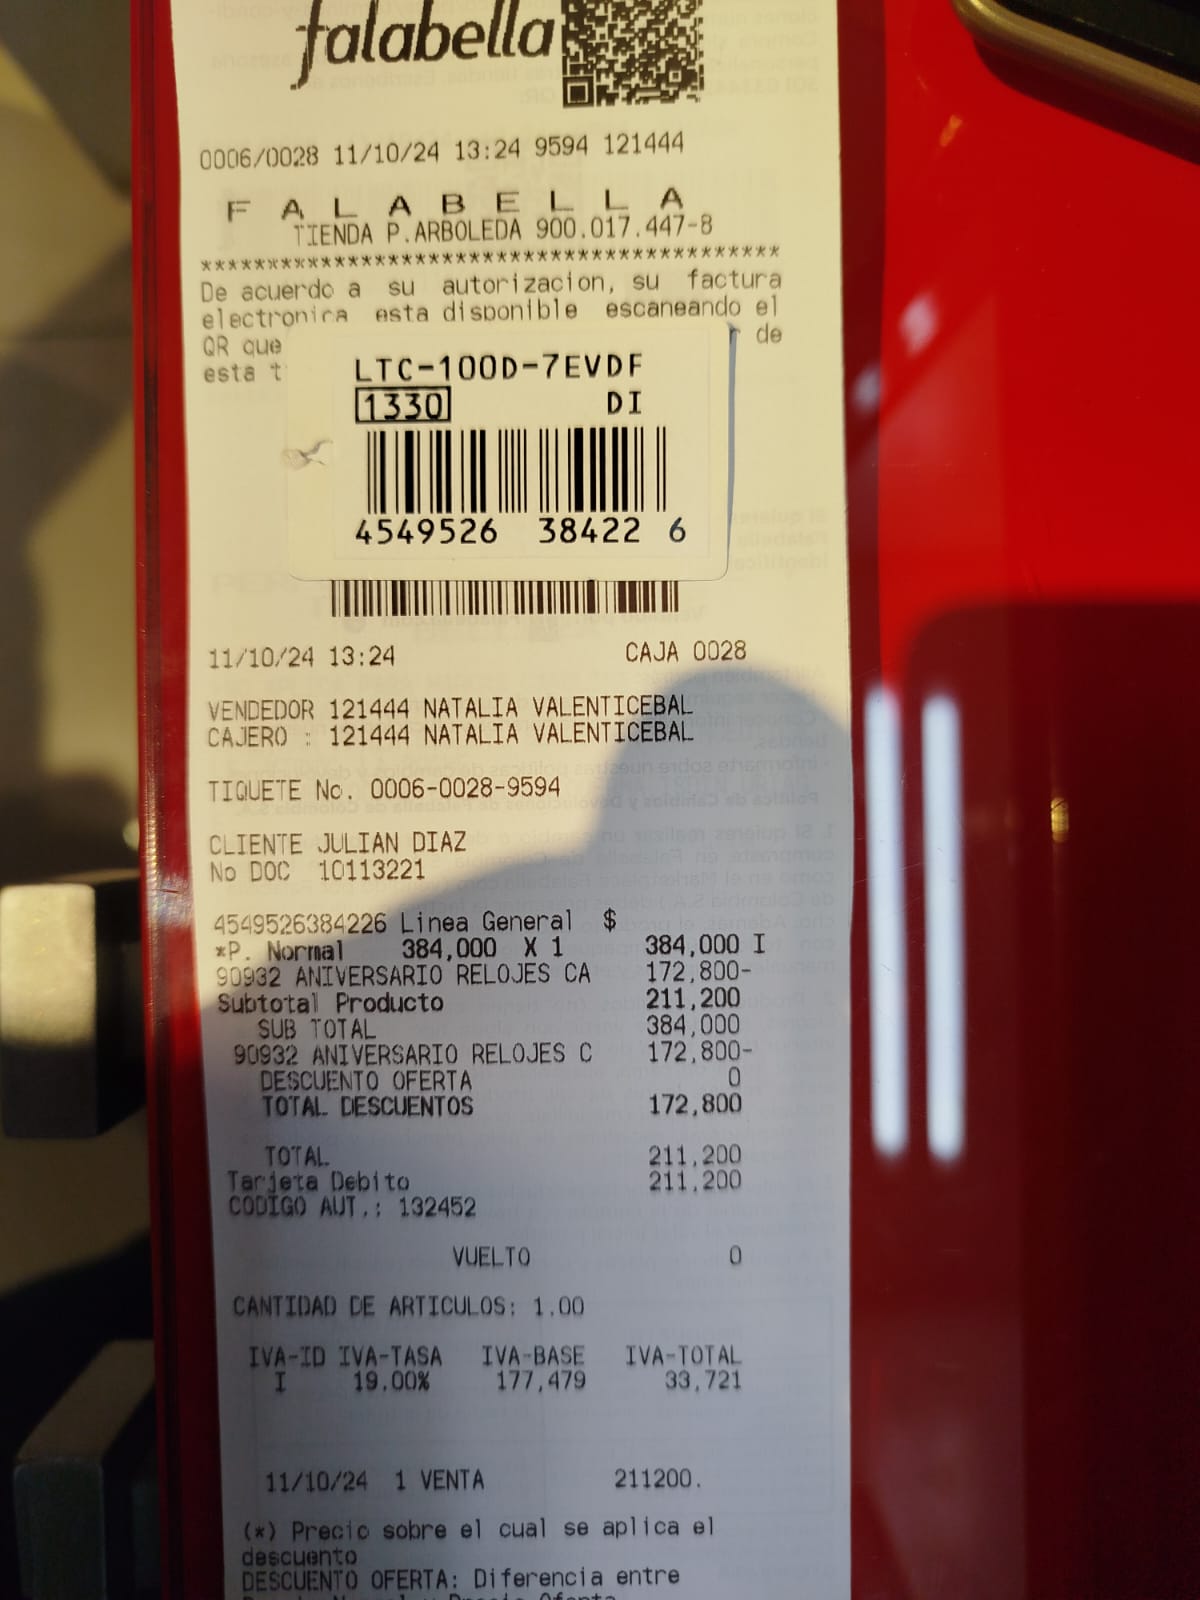 falabella
0006/0028 11/10/24 13:24 9594 121444
F A L A B E L L A
TIENDA P.ARBOLEDA 900.017.447-8
********************************************
De acuerdo a su autorizacion, su factura
electronica esta disponible escaneando el
QR que de
esta t
LTC-100D-7EVDF
1330 DI
4549526 38422 6
11/10/24 13:24 CAJA 0028
VENDEDOR 121444 NATALIA VALENTICEBAL
CAJERO : 121444 NATALIA VALENTICEBAL
TIQUETE No. 0006-0028-9594
CLIENTE JULIAN DIAZ
No DOC 10113221
4549526384226 Linea General $
*P. Normal 384,000 X 1 384,000 I
90932 ANIVERSARIO RELOJES CA 172,800-
Subtotal Producto 211,200
SUB TOTAL 384,000
90932 ANIVERSARIO RELOJES C 172,800-
DESCUENTO OFERTA 0
TOTAL DESCUENTOS 172,800
TOTAL 211,200
Tarjeta Debito 211,200
CODIGO AUT.: 132452
VUELTO 0
CANTIDAD DE ARTICULOS: 1.00
IVA-ID IVA-TASA IVA-BASE IVA-TOTAL
I 19.00% 177,479 33,721
11/10/24 1 VENTA 211200.
(*) Precio sobre el cual se aplica el
descuento
DESCUENTO OFERTA: Diferencia entre